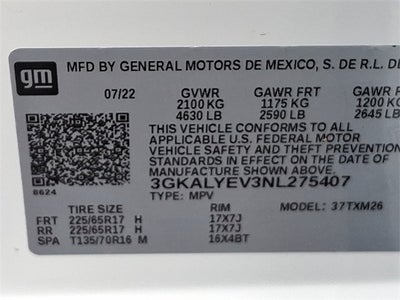 gm
MFD BY GENERAL MOTORS DE MEXICO, S. DE R.L. DE
07/22 GVWR GAWR FRT GAWR
2100 KG 1175 KG 1200 KG
4630 LB 2590 LB 2645 LB
THIS VEHICLE CONFORMS TO ALL
APPLICABLE U.S. FEDERAL MOTOR
VEHICLE SAFETY AND THEFT PREVENTION
STANDARDS IN EFFECT ON THE DATE OF
MANUFACTURE SHOWN ABOVE.
3GKALYEV3NL275407
8624
TYPE: MPV MODEL: 37TXM26
TIRE SIZE RIM
FRT 225/65R17 H 17X7J
RR 225/65R17 H 17X7J
SPA T135/70R16 M 16X4BT